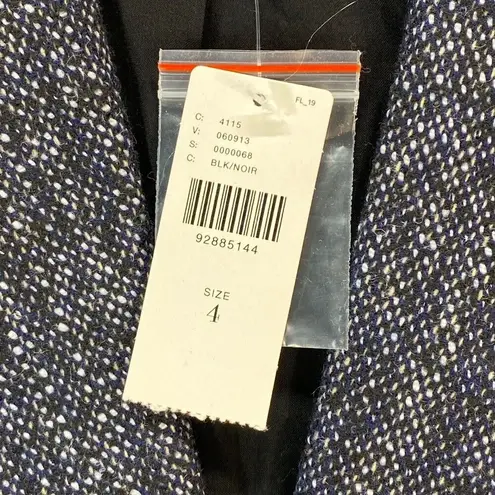 FL_19
C: 4115
V: 060913
S: 0000068
C: BLK/NOIR
92885144
SIZE
4